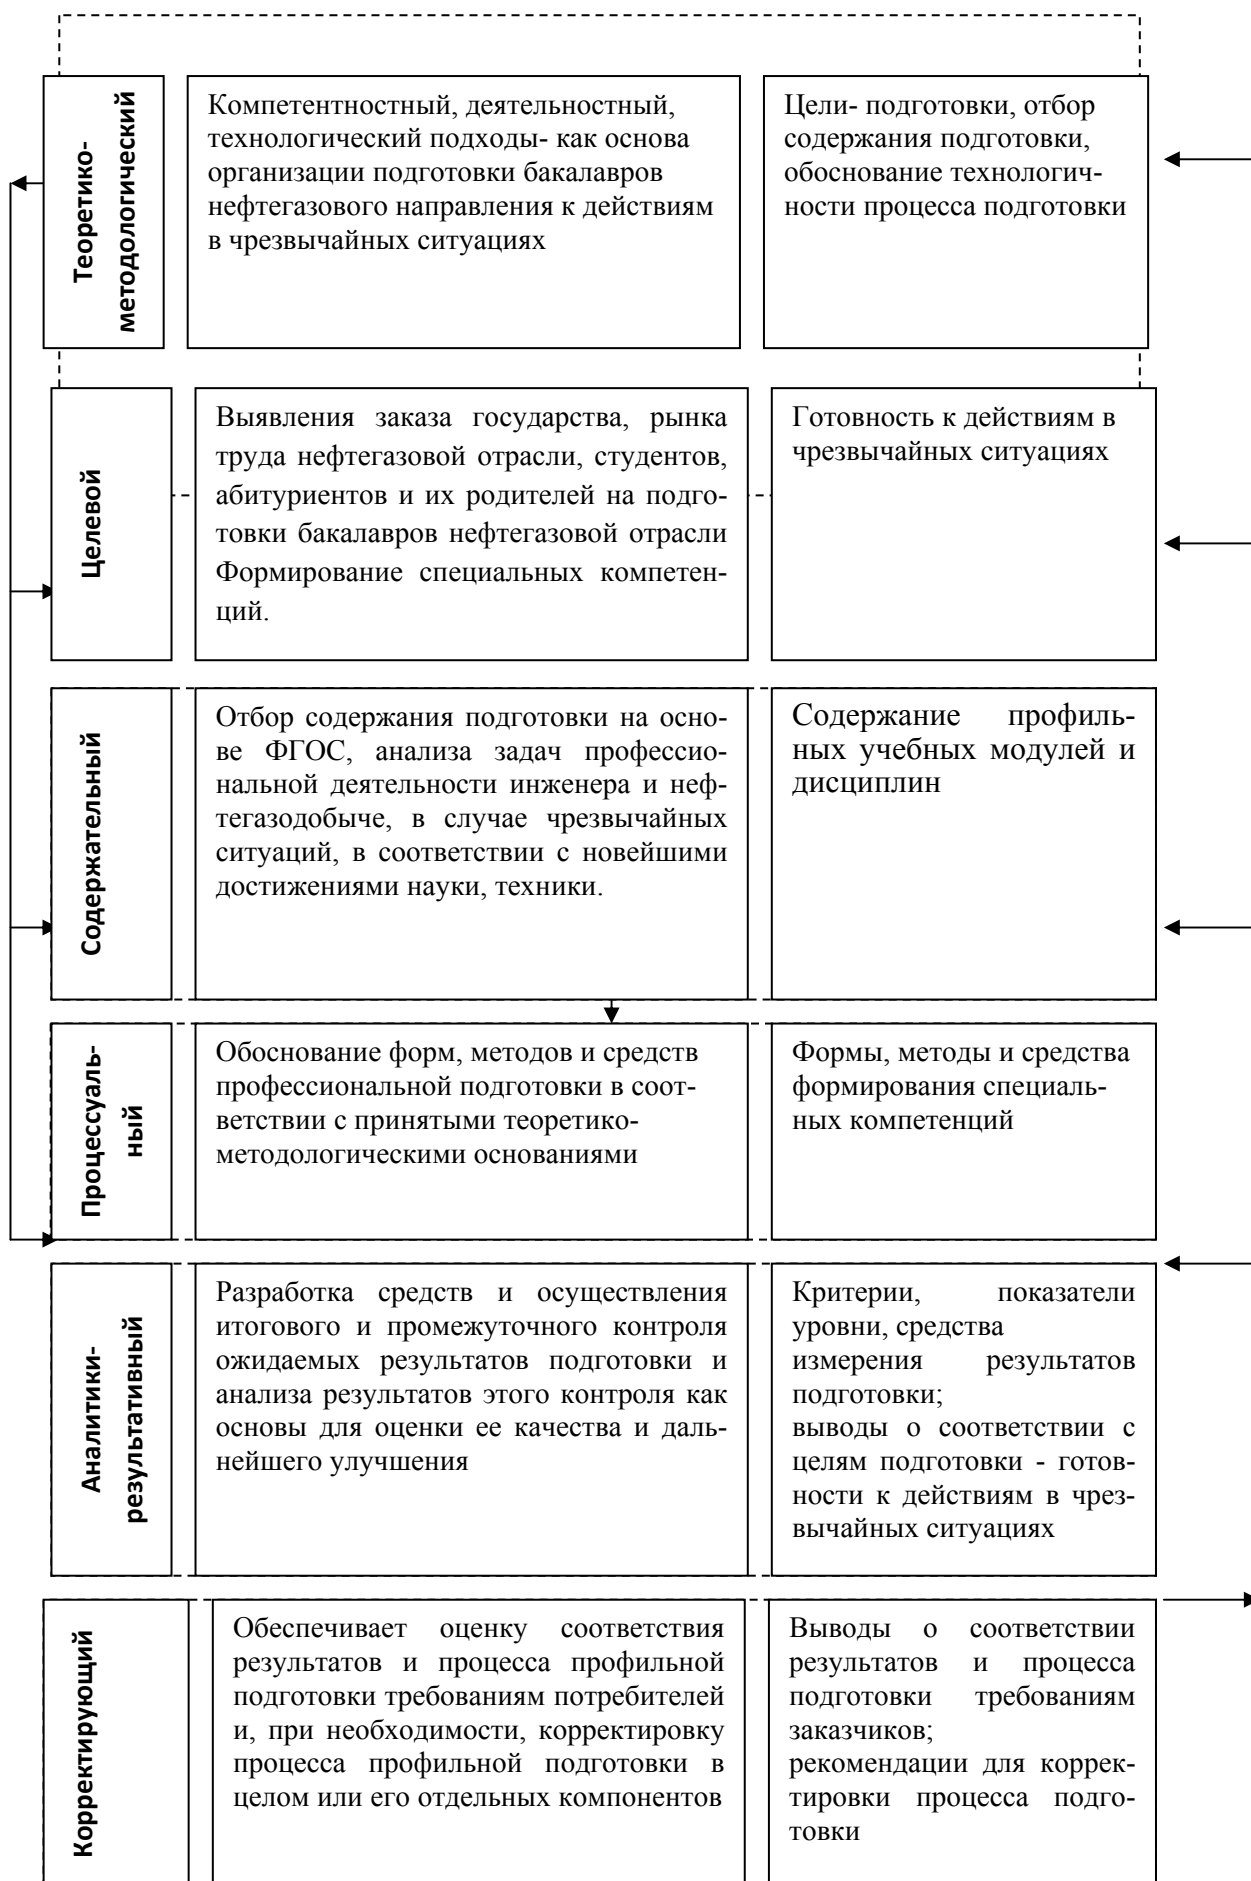 Теоретико-
методологический
Компетентностный, деятельностный,
технологический подходы- как основа
организации подготовки бакалавров
нефтегазового направления к действиям
в чрезвычайных ситуациях
Цели- подготовки, отбор
содержания подготовки,
обоснование технологич-
ности процесса подготовки
Целевой
Выявления заказа государства, рынка
труда нефтегазовой отрасли, студентов,
абитуриентов и их родителей на подго-
товки бакалавров нефтегазовой отрасли
Формирование специальных компетен-
ций.
Готовность к действиям в
чрезвычайных ситуациях
Содержательный
Отбор содержания подготовки на осно-
ве ФГОС, анализа задач профессио-
нальной деятельности инженера и неф-
тегазодобыче, в случае чрезвычайных
ситуаций, в соответствии с новейшими
достижениями науки, техники.
Содержание профиль-
ных учебных модулей и
дисциплин
Процессуаль-
ный
Обоснование форм, методов и средств
профессиональной подготовки в соот-
ветствии с принятыми теоретико-
методологическими основаниями
Формы, методы и средства
формирования специаль-
ных компетенций
Аналитики-
результативный
Разработка средств и осуществления
итогового и промежуточного контроля
ожидаемых результатов подготовки и
анализа результатов этого контроля как
основы для оценки ее качества и даль-
нейшего улучшения
Критерии, показатели
уровни, средства
измерения результатов
подготовки;
выводы о соответствии с
целям подготовки - готов-
ности к действиям в чрез-
вычайных ситуациях
Корректирующий
Обеспечивает оценку соответствия
результатов и процесса профильной
подготовки требованиям потребителей
и, при необходимости, корректировку
процесса профильной подготовки в
целом или его отдельных компонентов
Выводы о соответствии
результатов и процесса
подготовки требованиям
заказчиков;
рекомендации для коррек-
тировки процесса подго-
товки